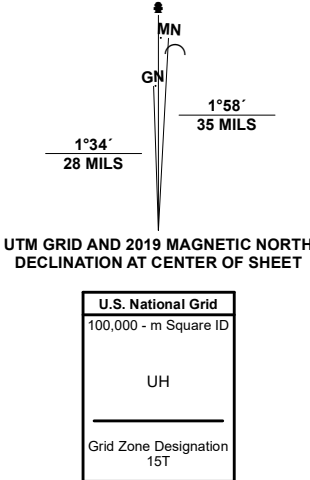 MN
GN
1°58´
35 MILS
1°34´
28 MILS
UTM GRID AND 2019 MAGNETIC NORTH
DECLINATION AT CENTER OF SHEET
U.S. National Grid
100,000 - m Square ID
UH
Grid Zone Designation
15T